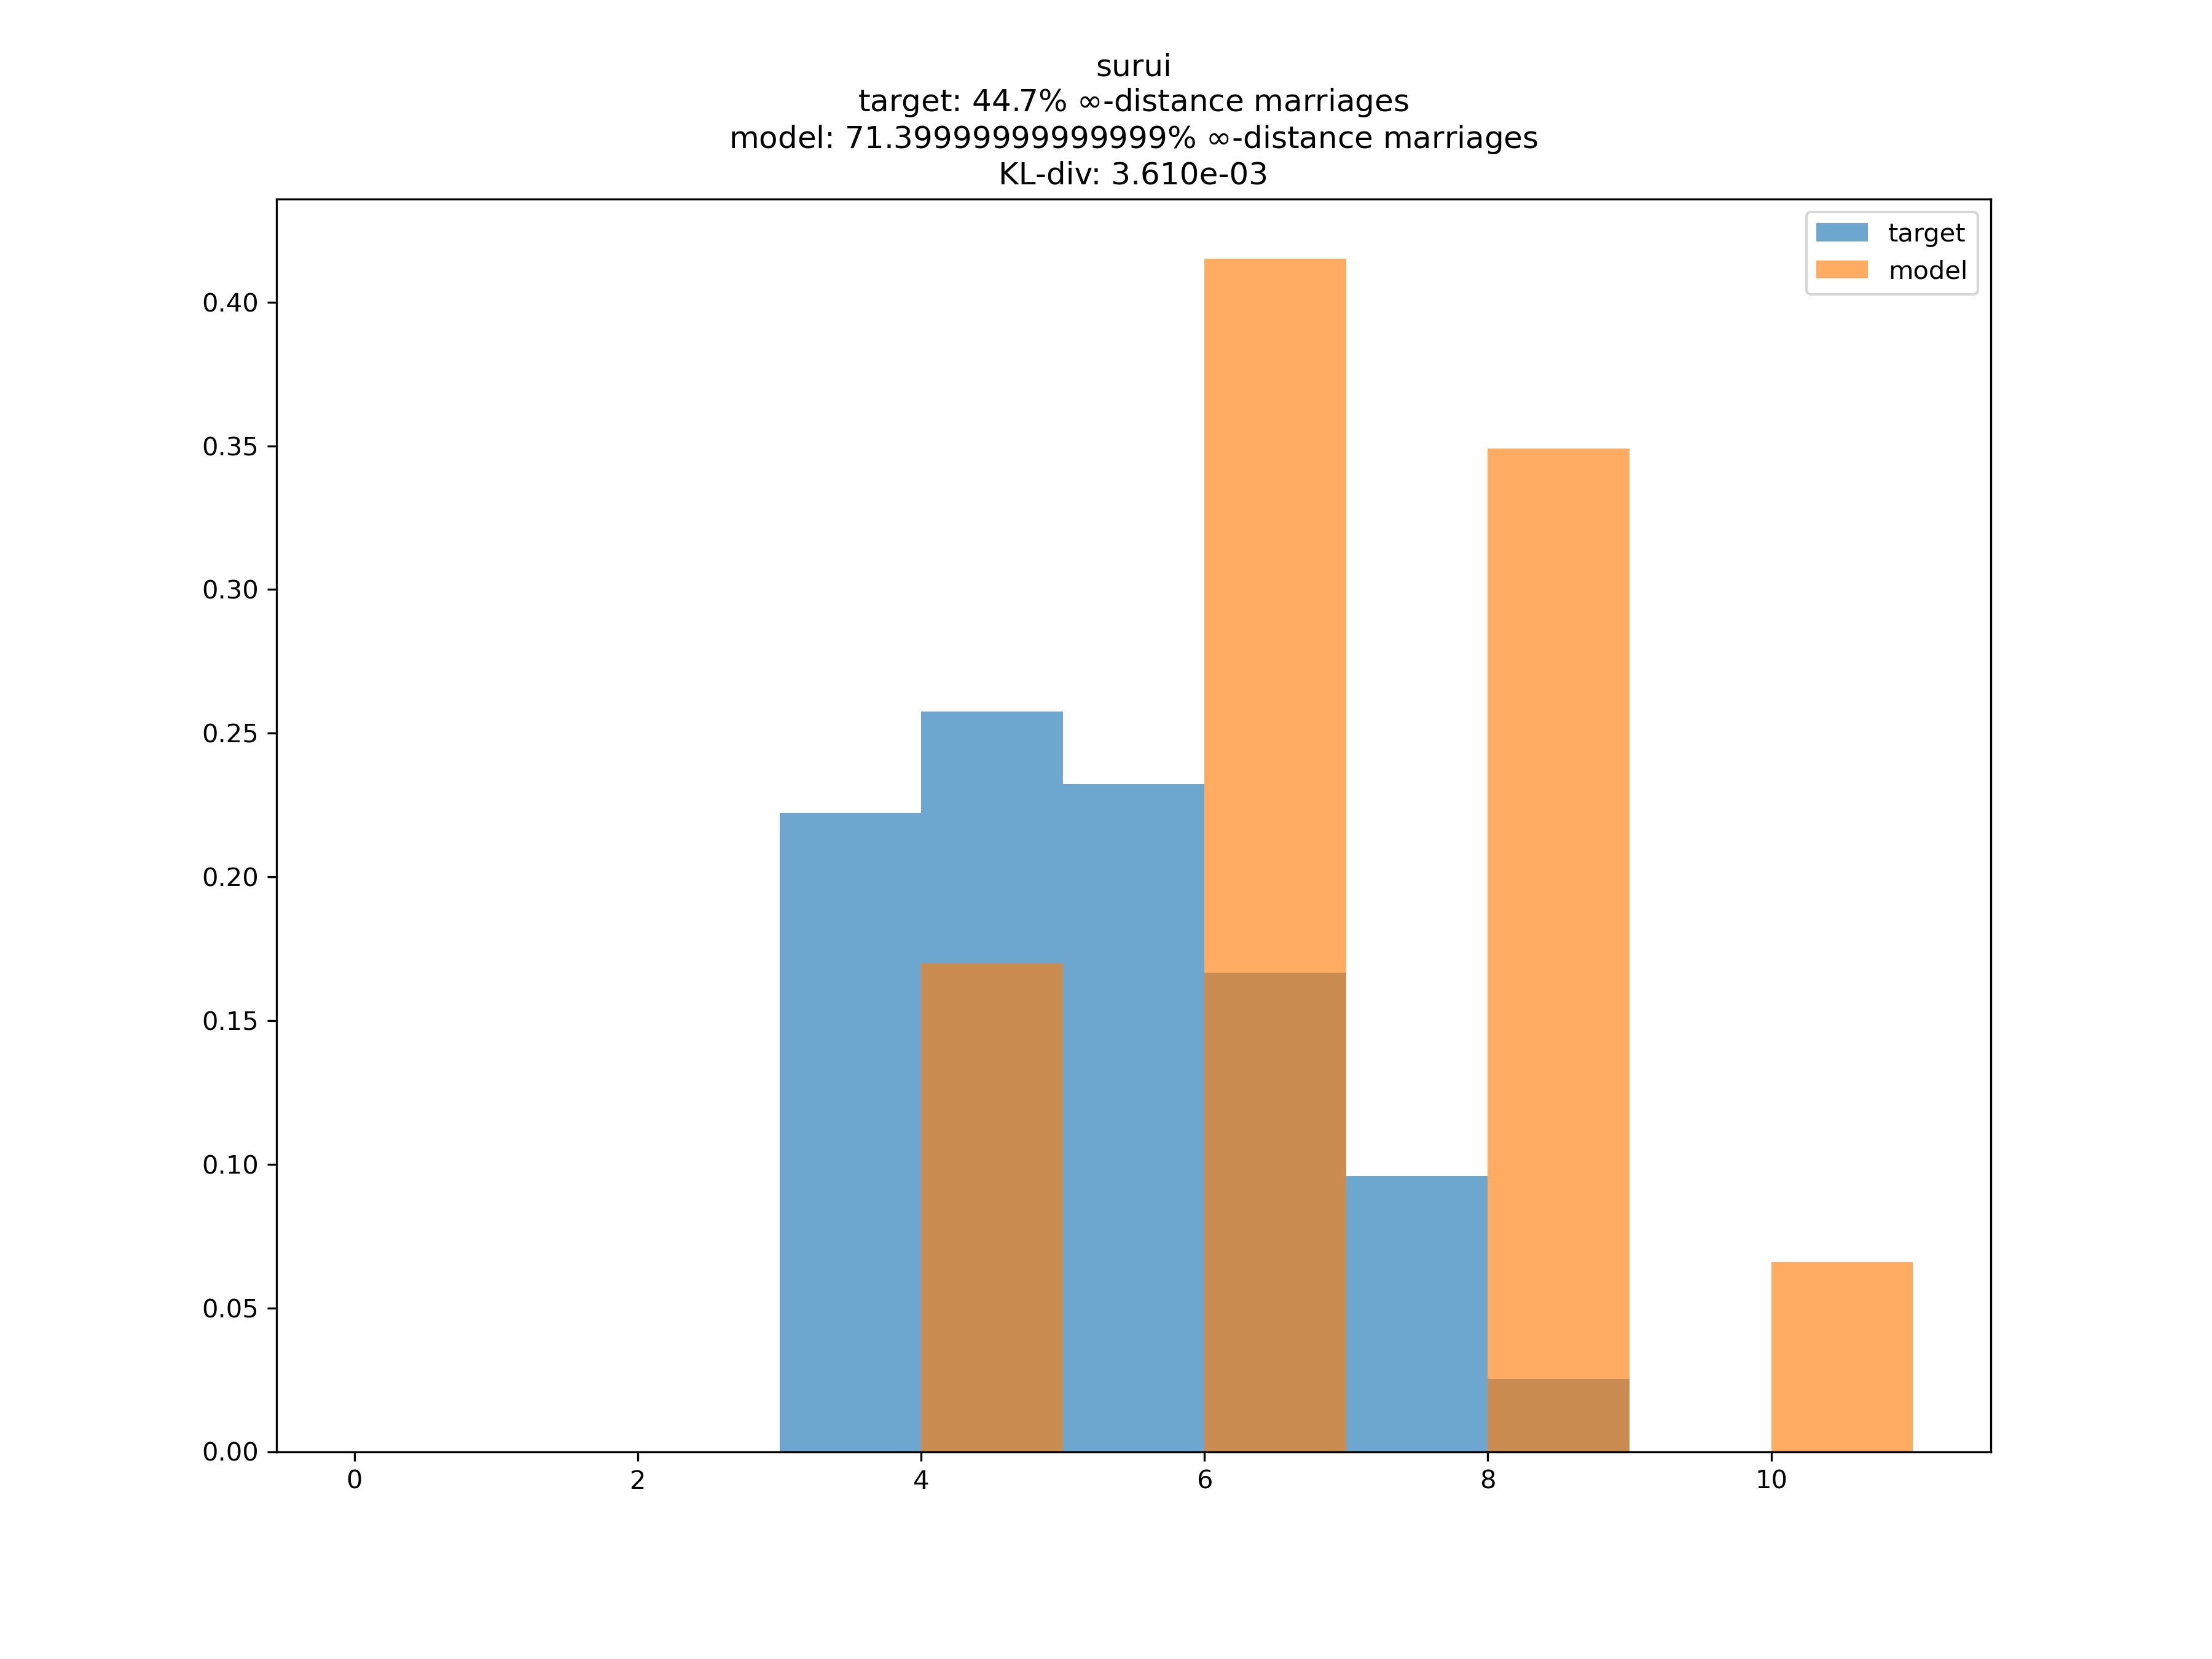 surui
target: 44.7% ∞-distance marriages
model: 71.39999999999999% ∞-distance marriages
KL-div: 3.610e-03
target
model
0.40
0.35
0.30
0.25
0.20
0.15
0.10
0.05
0.00
0 2 4 6 8 10